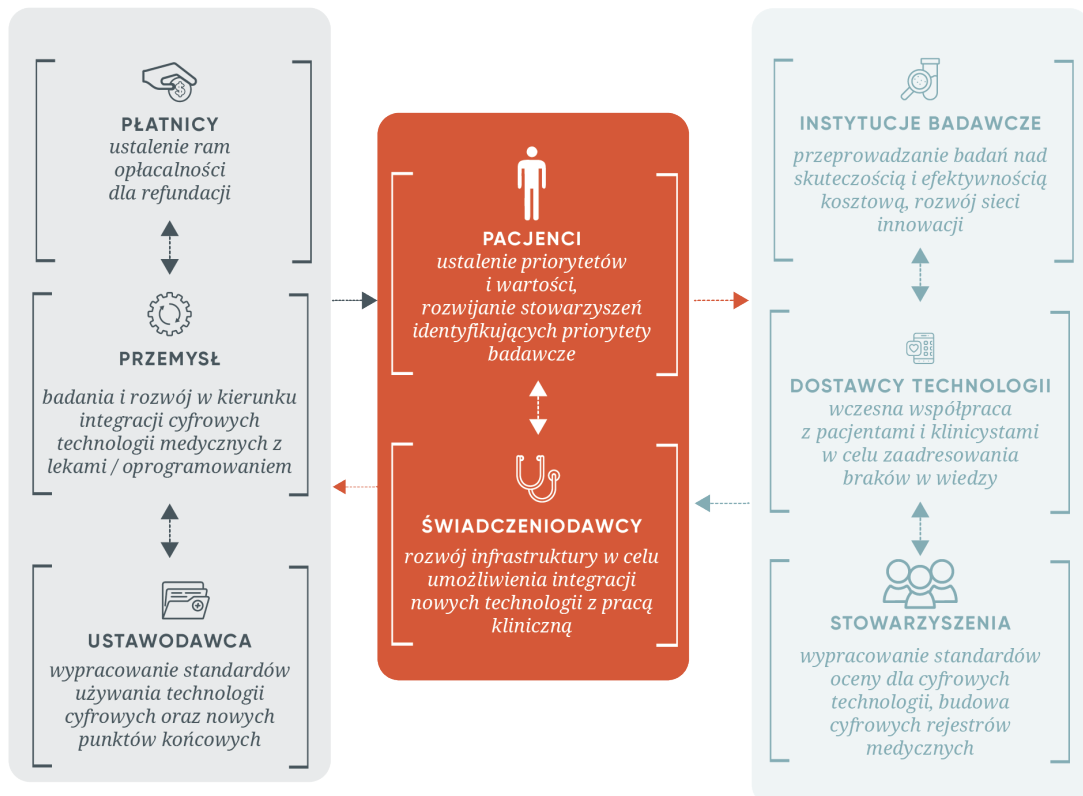 PŁATNICY
ustalenie ram
opłacalności
dla refundacji
PRZEMYSŁ
badania i rozwój w kierunku
integracji cyfrowych
technologii medycznych z
lekami / oprogramowaniem
USTAWODAWCA
wypracowanie standardów
używania technologii
cyfrowych oraz nowych
punktów końcowych
PACJENCI
ustalenie priorytetów
i wartości,
rozwijanie stowarzyszeń
identyfikujących priorytety
badawcze
ŚWIADCZENIODAWCY
rozwój infrastruktury w celu
umożliwienia integracji
nowych technologii z pracą
kliniczną
INSTYTUCJE BADAWCZE
przeprowadzanie badań nad
skuteczością i efektywnością
kosztową, rozwój sieci
innowacji
DOSTAWCY TECHNOLOGII
wczesna współpraca
z pacjentami i klinicystami
w celu zaadresowania
braków w wiedzy
STOWARZYSZENIA
wypracowanie standardów
oceny dla cyfrowych
technologii, budowa
cyfrowych rejestrów
medycznych